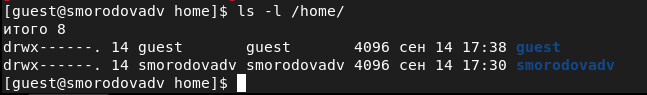 [guest@smorodovadv home]$ ls -l /home/
итого 8
drwx------. 14 guest      guest      4096 сен 14 17:38 guest
drwx------. 14 smorodovadv smorodovadv 4096 сен 14 17:30 smorodovadv
[guest@smorodovadv home]$